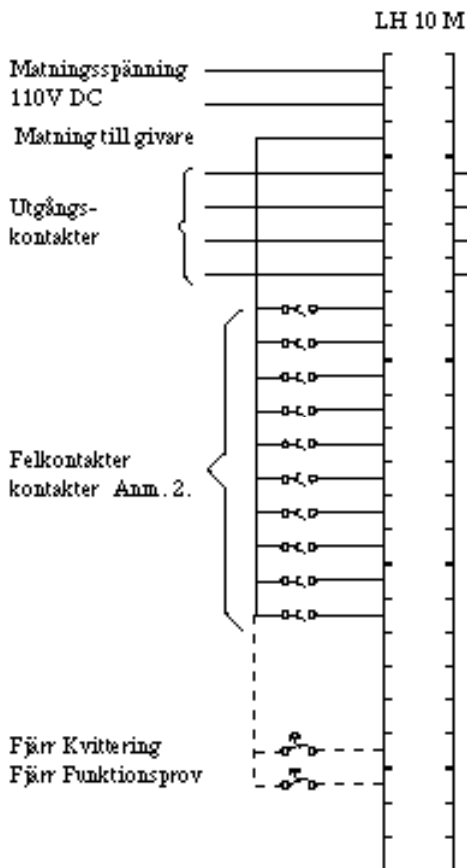 LH 10 M
Matningsspänning
110V DC
Matning till givare
Utgångs-
kontakter
Felkontakter
kontakter Anm. 2.
Fjärr Kvittering
Fjärr Funktionsprov